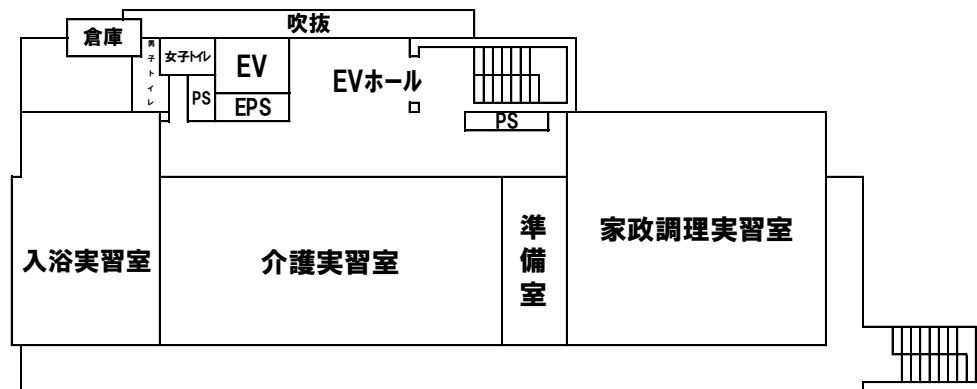 吹抜
倉庫
男子トイレ
女子トイレ
EV
EVホール
PS
EPS
PS
入浴実習室
介護実習室
準備室
家政調理実習室